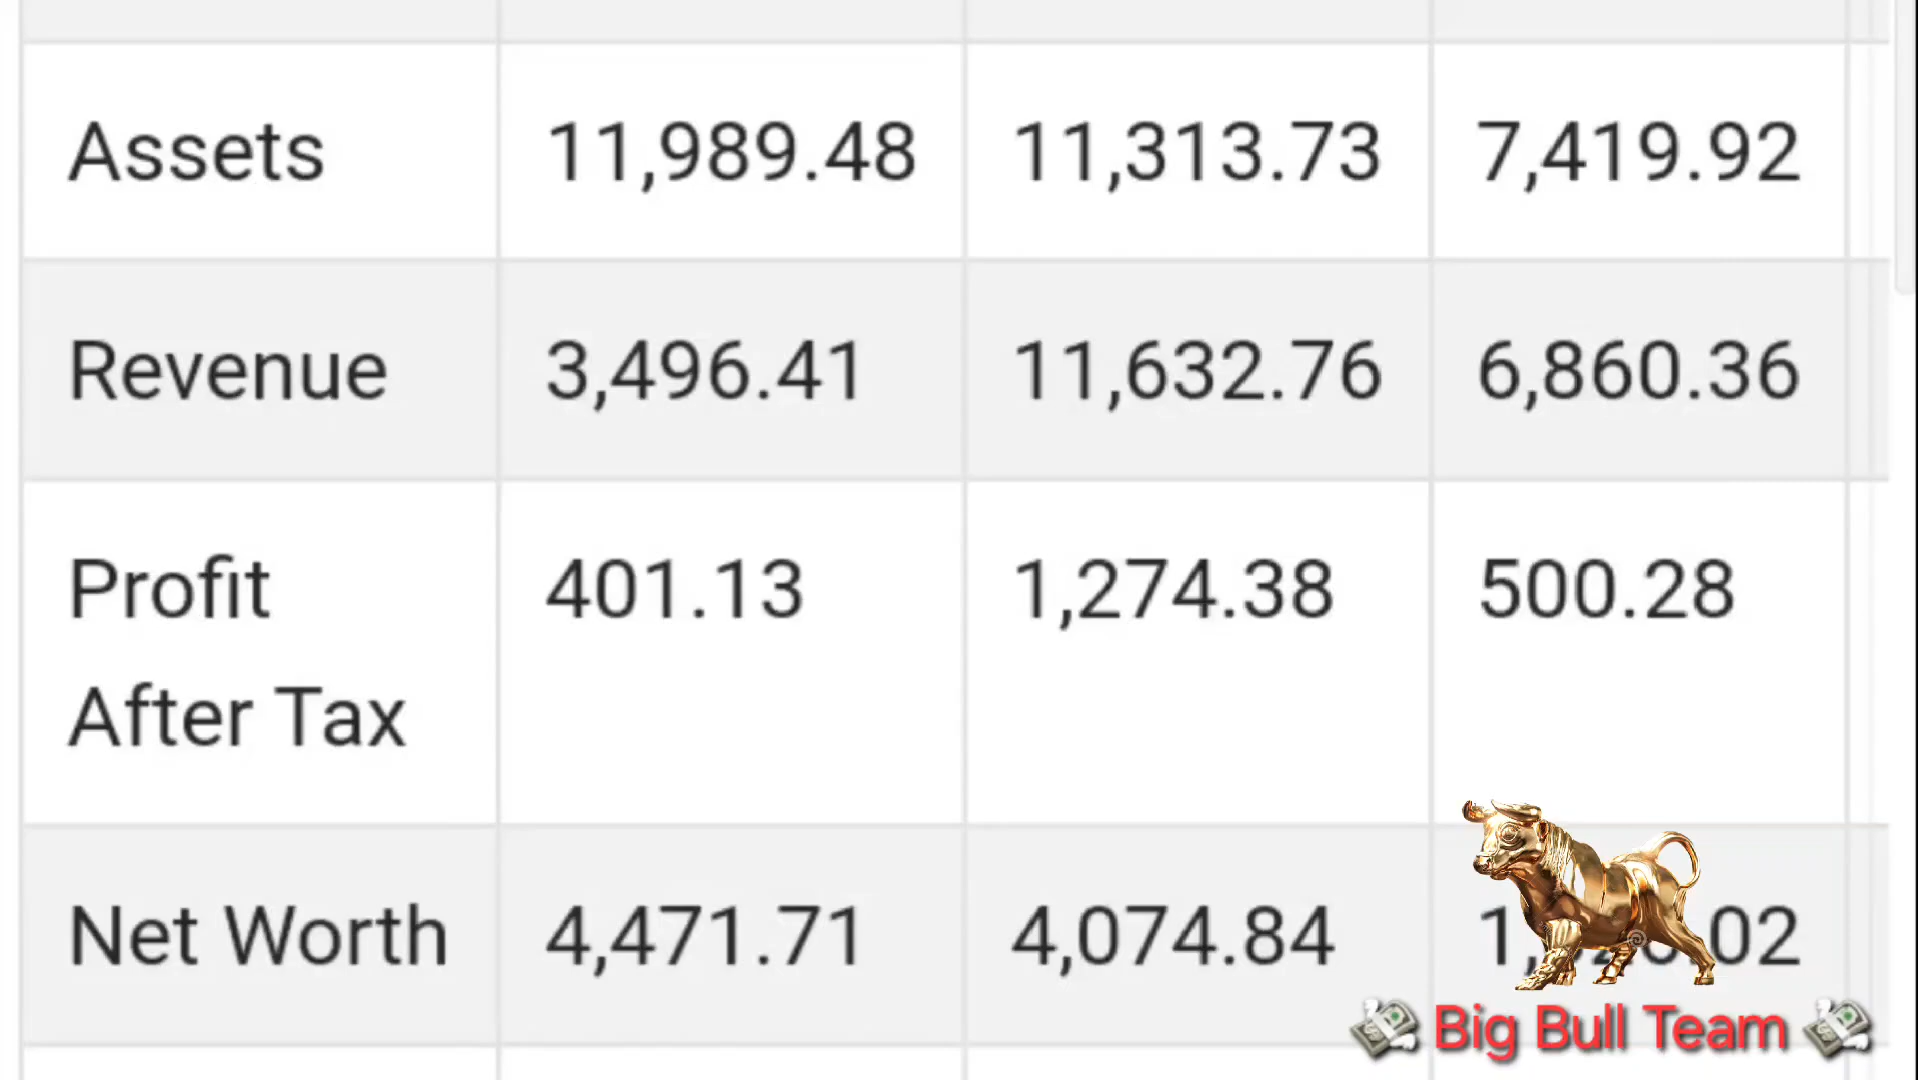 Assets 11,989.48 11,313.73 7,419.92
Revenue 3,496.41 11,632.76 6,860.36
Profit After Tax 401.13 1,274.38 500.28
Net Worth 4,471.71 4,074.84
Big Bull Team